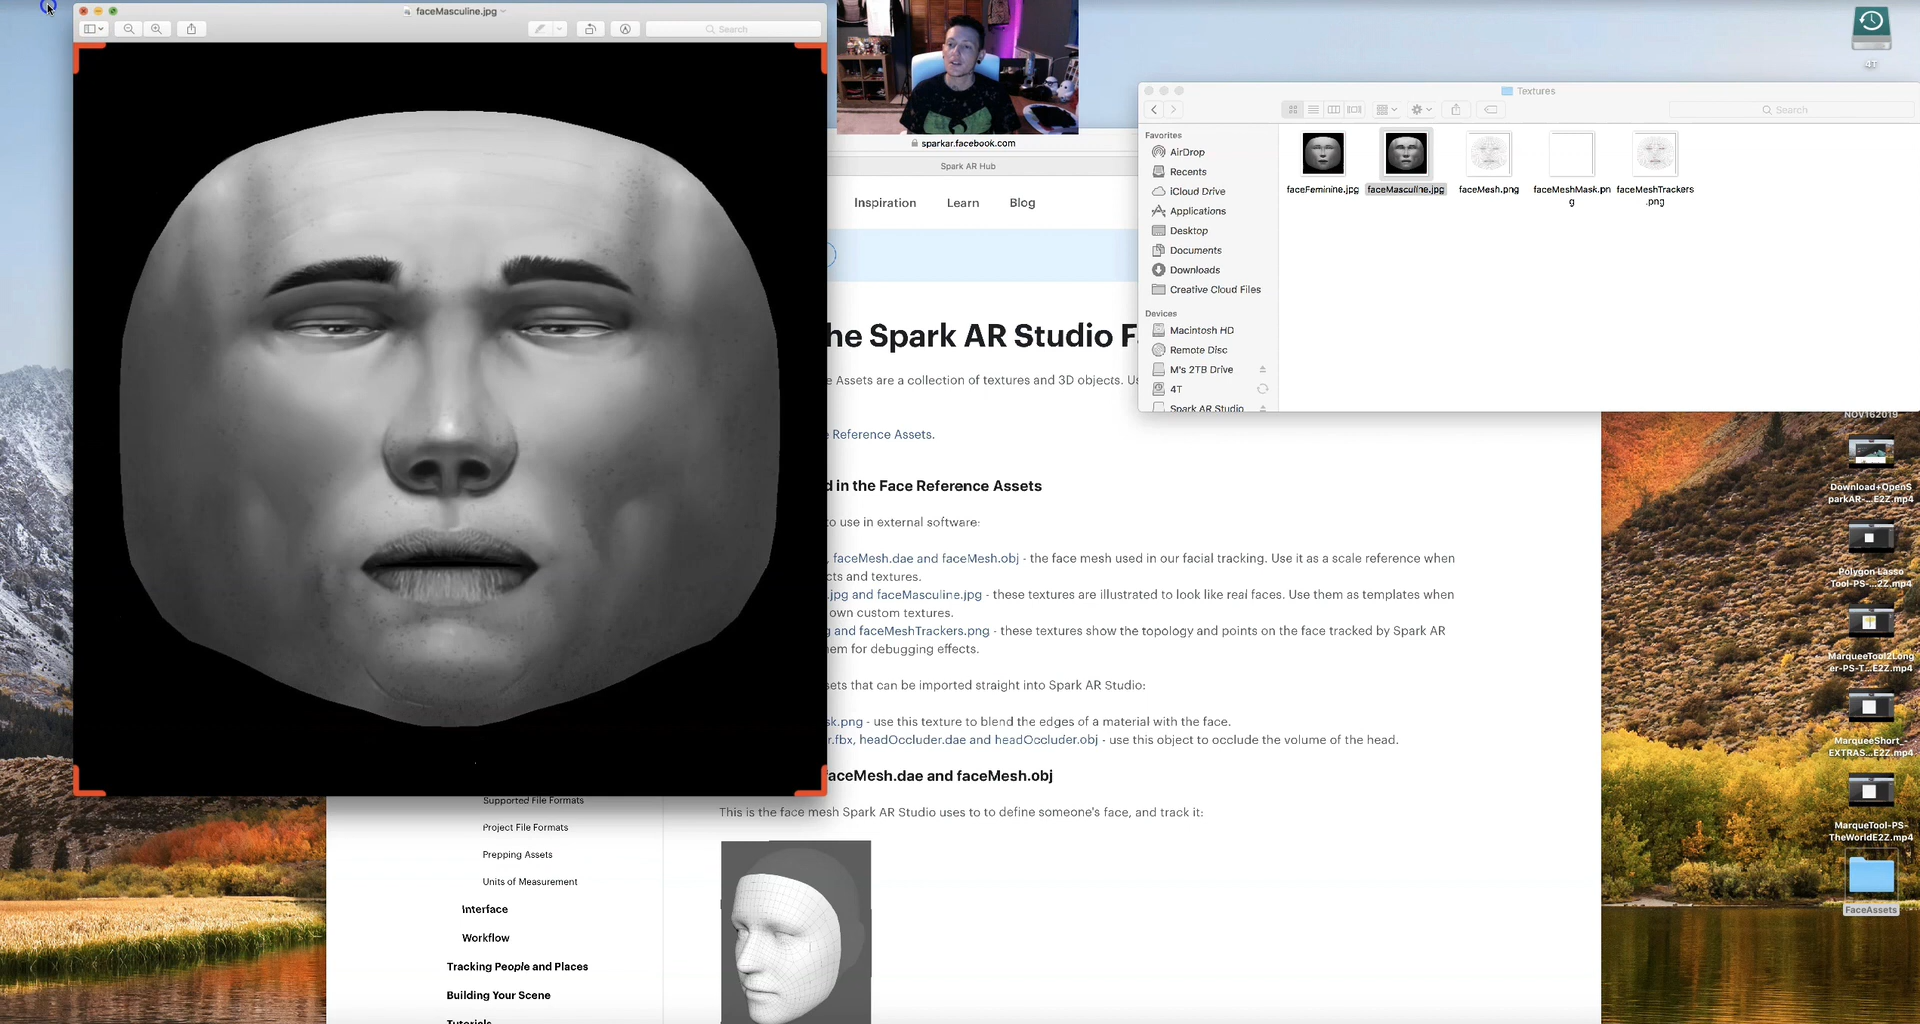 faceMasculine.jpg
Search
4T
Textures
Search
Favorites
AirDrop
Recents
iCloud Drive
Applications
Desktop
Documents
Downloads
Creative Cloud Files
Devices
Macintosh HD
Remote Disc
M's 2TB Drive
4T
Spark AR Studio
faceFeminine.jpg
faceMasculine.jpg
faceMesh.png
faceMeshMask.pn
g
faceMeshTrackers
.png
sparkar.facebook.com
Spark AR Hub
Inspiration Learn Blog
he Spark AR Studio F
e Assets are a collection of textures and 3D objects. Us
e Reference Assets.
d in the Face Reference Assets
to use in external software:
, faceMesh.dae and faceMesh.obj - the face mesh used in our facial tracking. Use it as a scale reference when
cts and textures.
.jpg and faceMasculine.jpg - these textures are illustrated to look like real faces. Use them as templates when
own custom textures.
g and faceMeshTrackers.png - these textures show the topology and points on the face tracked by Spark AR
em for debugging effects.
sets that can be imported straight into Spark AR Studio:
sk.png - use this texture to blend the edges of a material with the face.
r.fbx, headOccluder.dae and headOccluder.obj - use this object to occlude the volume of the head.
aceMesh.dae and faceMesh.obj
This is the face mesh Spark AR Studio uses to to define someone's face, and track it:
Supported File Formats
Project File Formats
Prepping Assets
Units of Measurement
Interface
Workflow
Tracking People and Places
Building Your Scene
Tutorials
NOV162019
Download+OpenS
parkAR-...E2Z.mp4
Polygon Lasso
Tool-PS-...2Z.mp4
MarqueeTool2Long
er-PS-T...E2Z.mp4
MarqueeShort_-
EXTRAS...E2Z.mp4
MarqueTool-PS-
TheWorldE2Z.mp4
FaceAssets